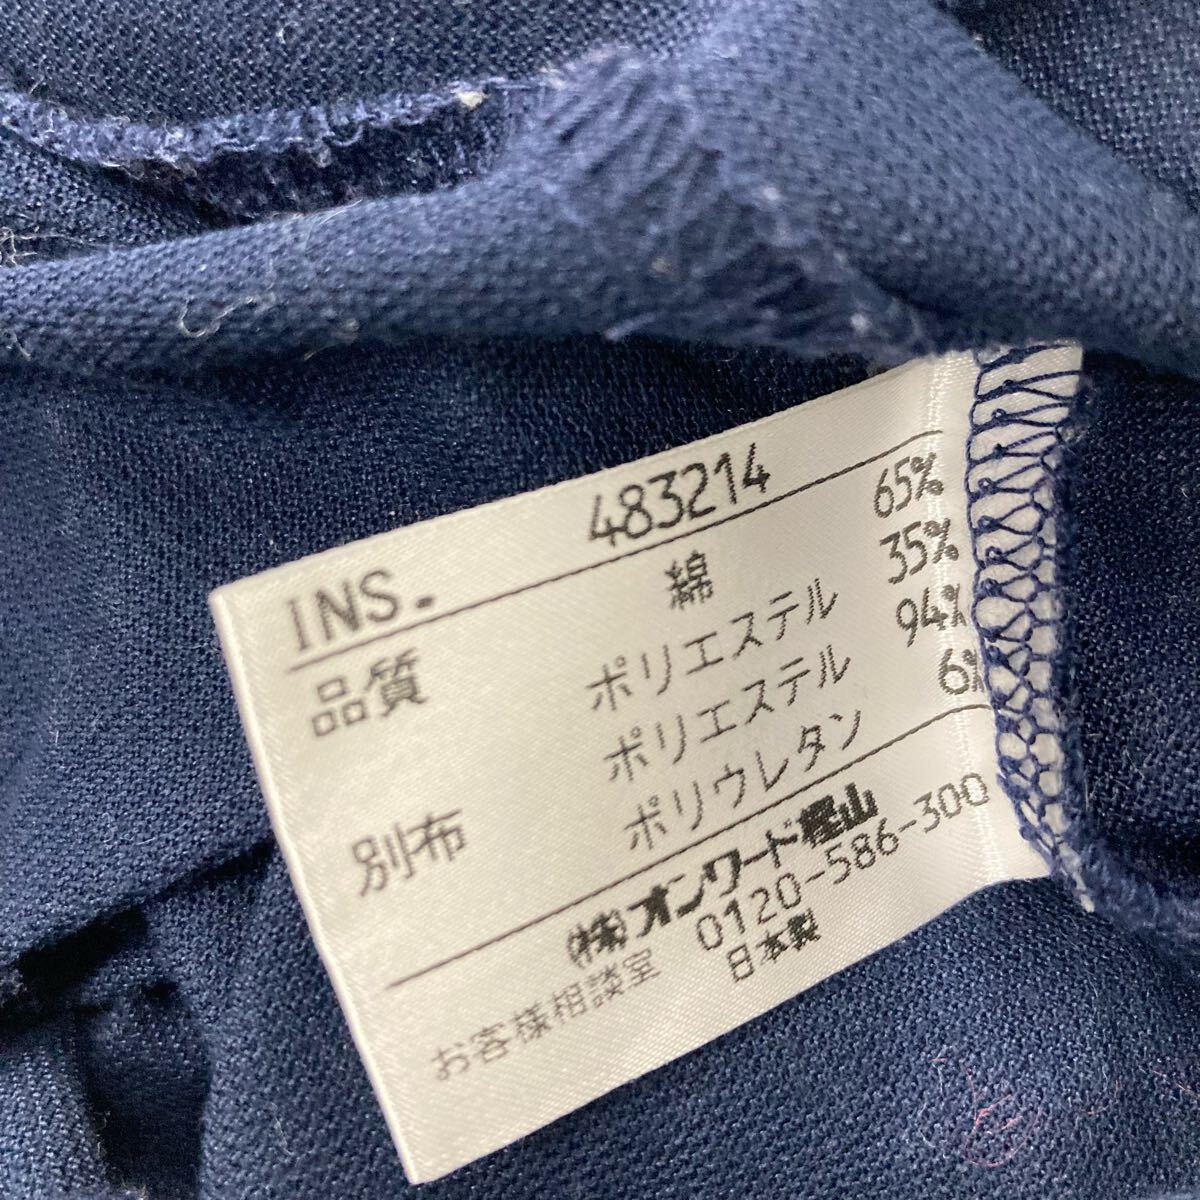 INS. 483214
品質 綿 65%
ポリエステル 35%
別布 ポリエステル 94%
ポリウレタン 6%
(株)オンワード樫山
お客様相談室 0120-586-300
日本製